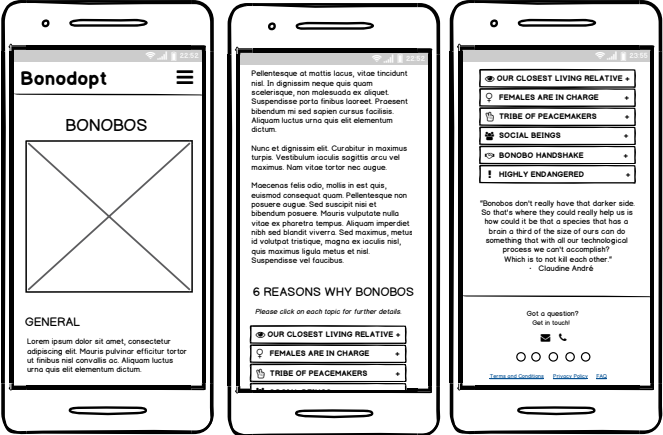 22:52
Bonodopt
BONOBOS
GENERAL
Lorem ipsum dolor sit amet, consectetur
adipiscing elit. Mauris pulvinar efficitur tortor
ut finibus nisl convallis ac. Aliquam luctus
urna quis elit elementum dictum.
22:52
Pellentesque at mattis lacus, vitae tincidunt
nisl. In dignissim neque quis quam
scelerisque, non malesuada ex aliquet.
Suspendisse porta finibus laoreet. Praesent
bibendum mi sed sapien cursus facilisis.
Aliquam luctus urna quis elit elementum
dictum.
Nunc et dignissim elit. Curabitur in maximus
turpis. Vestibulum iaculis sagittis arcu vel
maximus. Nam vitae tortor nec augue.
Maecenas felis odio, mollis in est quis,
euismod consequat quam. Pellentesque non
posuere augue. Sed suscipit nisi et
bibendum posuere. Mauris vulputate nulla
vitae ex pharetra tempus. Aliquam imperdiet
nibh sed blandit viverra. Sed maximus, metus
id volutpat tristique, magna ex iaculis nisl,
quis maximus ligula metus et nisl.
Suspendisse vel faucibus.
6 REASONS WHY BONOBOS
Please click on each topic for further details.
OUR CLOSEST LIVING RELATIVE +
FEMALES ARE IN CHARGE +
TRIBE OF PEACEMAKERS +
OUR CLOSEST LIVING RELATIVE +
FEMALES ARE IN CHARGE +
TRIBE OF PEACEMAKERS +
SOCIAL BEINGS +
BONOBO HANDSHAKE +
HIGHLY ENDANGERED +
"Bonobos don't really have that darker side.
So that's where they could really help us is
how could it be that a species that has a
brain a third of the size of ours can do
something that with all our technological
process we can't accomplish?
Which is to not kill each other."
- Claudine André
Got a question?
Get in touch!
Terms and Conditions Privacy Policy FAQ